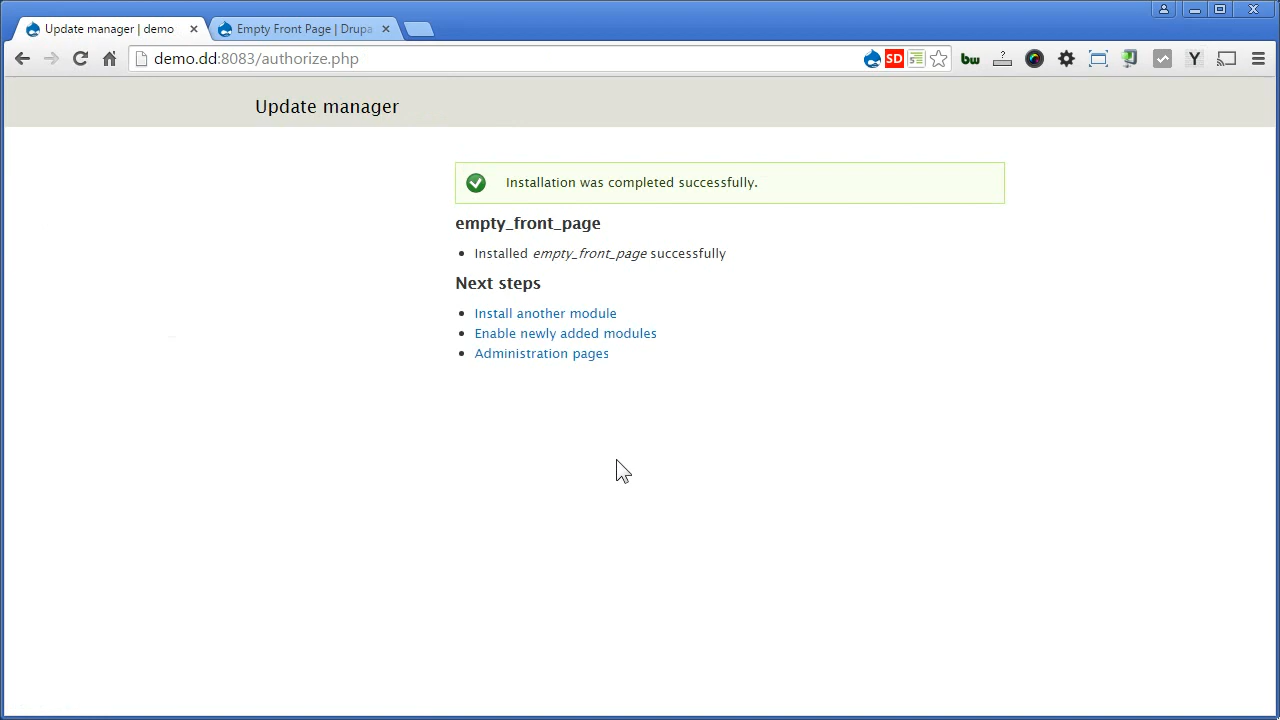 Update manager | demo
Empty Front Page | Drupa
demo.dd:8083/authorize.php
SD
bw
Y
Update manager
Installation was completed successfully.
empty_front_page
Installed empty_front_page successfully
Next steps
Install another module
Enable newly added modules
Administration pages